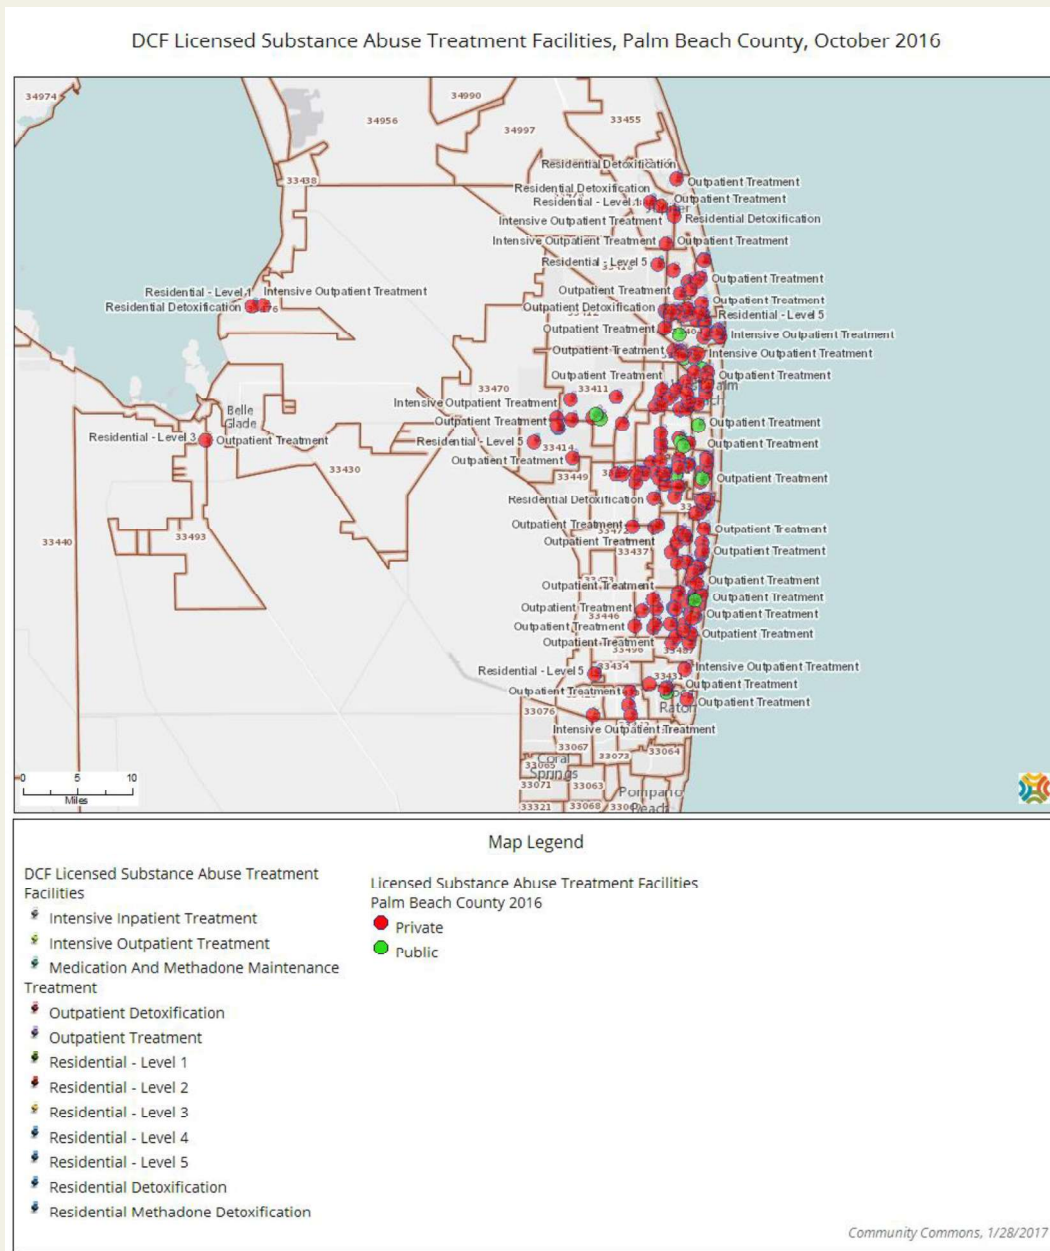 DCF Licensed Substance Abuse Treatment Facilities, Palm Beach County, October 2016
34974
34990
34956
34997
33455
33438
Residential Detoxification
Outpatient Treatment
Residential Detoxification
Outpatient Treatment
Residential - Level
Intensive Outpatient Treatment
Residential Detoxification
Intensive Outpatient Treatment
Outpatient Treatment
Residential - Level 5
Outpatient Treatment
Residential - Level
Intensive Outpatient Treatment
Outpatient Treatment
Outpatient Treatment
Residential Detoxification
Outpatient Detoxification
Residential - Level 5
Outpatient Treatment
Intensive Outpatient Treatment
Outpatient Treatment
Intensive Outpatient Treatment
Outpatient Treatment
Outpatient Treatment
33470
33411
Intensive Outpatient Treatment
Belle
Glade
Outpatient Treatment
Outpatient Treatment
Residential - Level 3
Outpatient Treatment
Residential - Level 5
33414
Outpatient Treatment
Outpatient Treatment
33430
33449
Outpatient Treatment
Residential Detoxification
Outpatient Treatment
Outpatient Treatment
33440
33493
Outpatient Treatment
33437
Outpatient Treatment
Outpatient Treatment
Outpatient Treatment
Outpatient Treatment
Outpatient Treatment
33446
Outpatient Treatment
Outpatient Treatment
Outpatient Treatment
Outpatient Treatment
Residential - Level 5
33434
Intensive Outpatient Treatment
33431
Outpatient Treatment
Outpatient Treatment
Outpatient Treatment
33076
Raton
Intensive Outpatient Treatment
33067
33073
33064
Coral
33065
Springs
33071
33063
Pompano
Beach
33321
33068
0 5 10
Miles
Map Legend
DCF Licensed Substance Abuse Treatment
Facilities
Intensive Inpatient Treatment
Intensive Outpatient Treatment
Medication And Methadone Maintenance
Treatment
Outpatient Detoxification
Outpatient Treatment
Residential - Level 1
Residential - Level 2
Residential - Level 3
Residential - Level 4
Residential - Level 5
Residential Detoxification
Residential Methadone Detoxification
Licensed Substance Abuse Treatment Facilities
Palm Beach County 2016
Private
Public
Community Commons, 1/28/2017